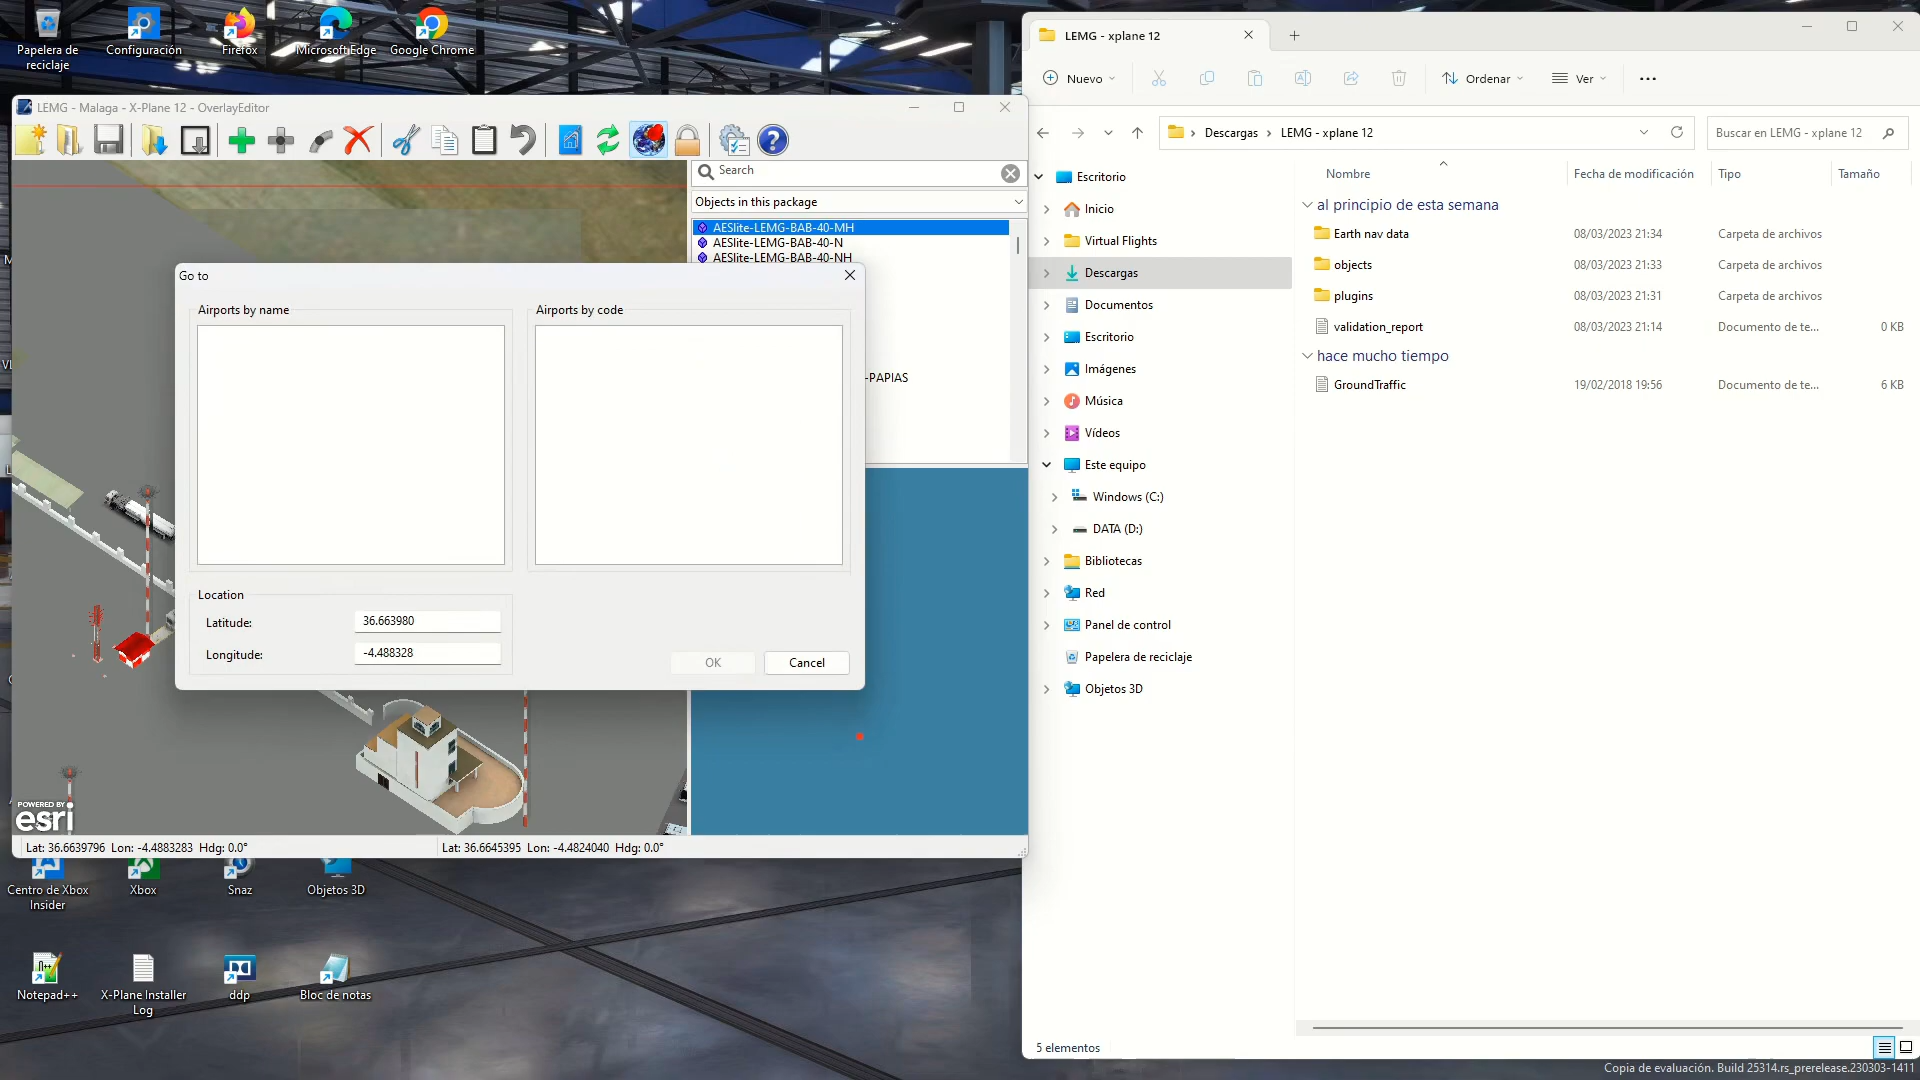 Papelera de
reciclaje
Configuración
Firefox
Microsoft Edge
Google Chrome
LEMG - Malaga - X-Plane 12 - OverlayEditor
Search
Objects in this package
AESlite-LEMG-BAB-40-MH
AESlite-LEMG-BAB-40-N
AESlite-LEMG-BAB-40-NH
-PAPIAS
Go to
Airports by name
Airports by code
Location
Latitude:
36.663980
Longitude:
-4.488328
OK
Cancel
POWERED BY
esri
Lat: 36.6639796 Lon: -4.4883283 Hdg: 0.0°
Lat: 36.6645395 Lon: -4.4824040 Hdg: 0.0°
Centro de Xbox
Insider
Xbox
Snaz
Objetos 3D
Notepad++
X-Plane Installer
Log
ddp
Bloc de notas
LEMG - xplane 12
Nuevo
Ordenar
Ver
Descargas
LEMG - xplane 12
Buscar en LEMG - xplane 12
Escritorio
Inicio
Virtual Flights
Descargas
Documentos
Escritorio
Imágenes
Música
Vídeos
Este equipo
Windows (C:)
DATA (D:)
Bibliotecas
Red
Panel de control
Papelera de reciclaje
Objetos 3D
Nombre
Fecha de modificación
Tipo
Tamaño
al principio de esta semana
Earth nav data 08/03/2023 21:34 Carpeta de archivos
objects 08/03/2023 21:33 Carpeta de archivos
plugins 08/03/2023 21:31 Carpeta de archivos
validation_report 08/03/2023 21:14 Documento de te... 0 KB
hace mucho tiempo
GroundTraffic 19/02/2018 19:56 Documento de te... 6 KB
5 elementos
Copia de evaluación. Build 25314.rs_prerelease.230303-1411